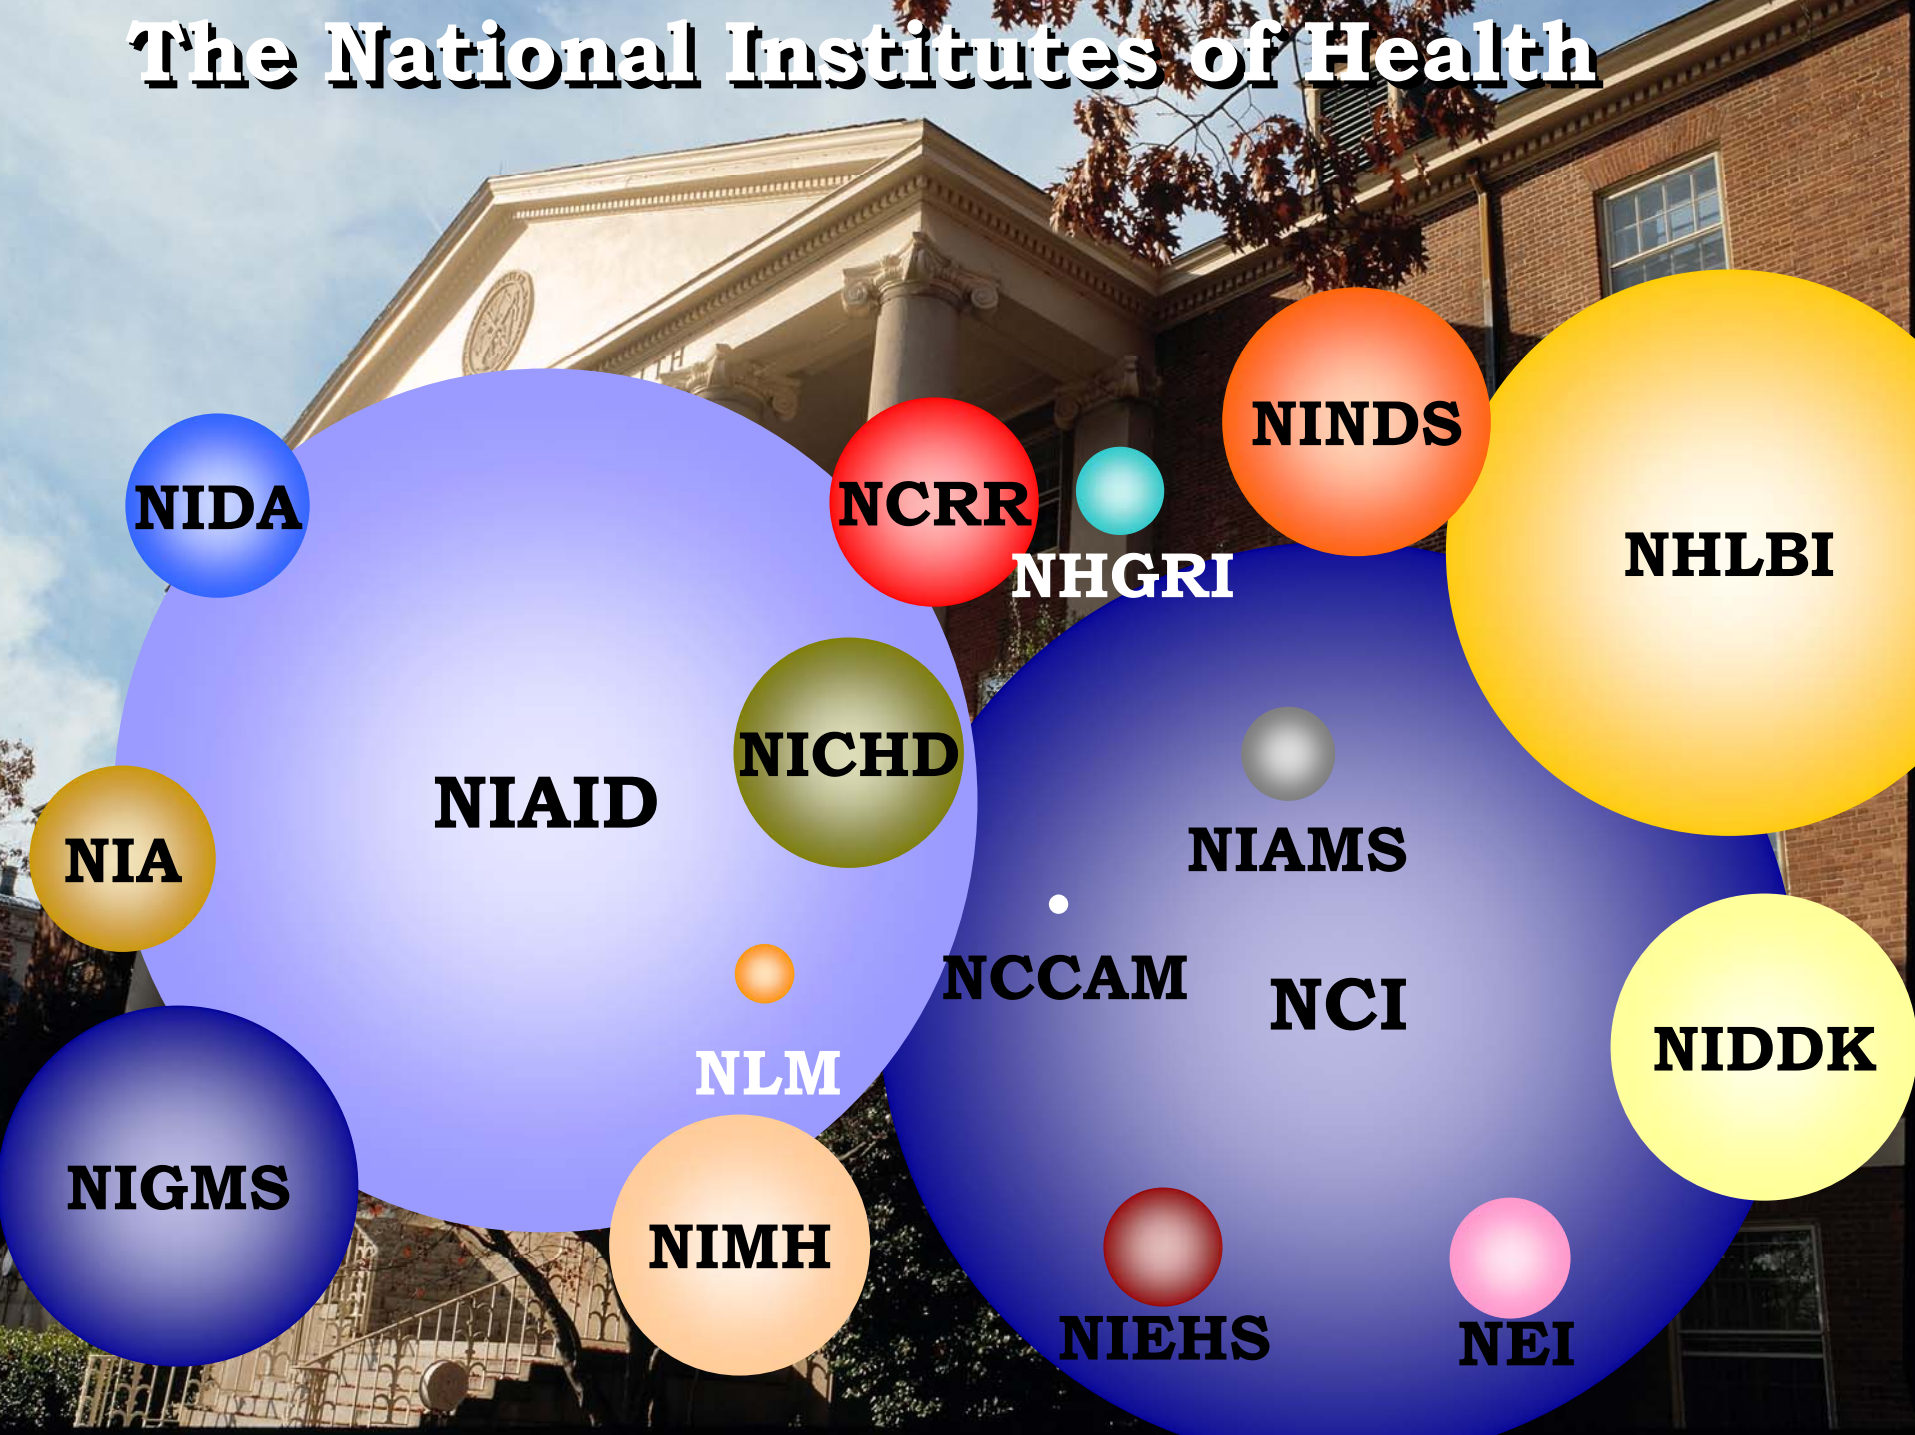 The National Institutes of Health
NINDS
NIDA
NCRR
NHLBI
NHGRI
NICHD
NIAID
NIAMS
NIA
NCCAM
NCI
NIDDK
NLM
NIGMS
NIMH
NIEHS
NEI